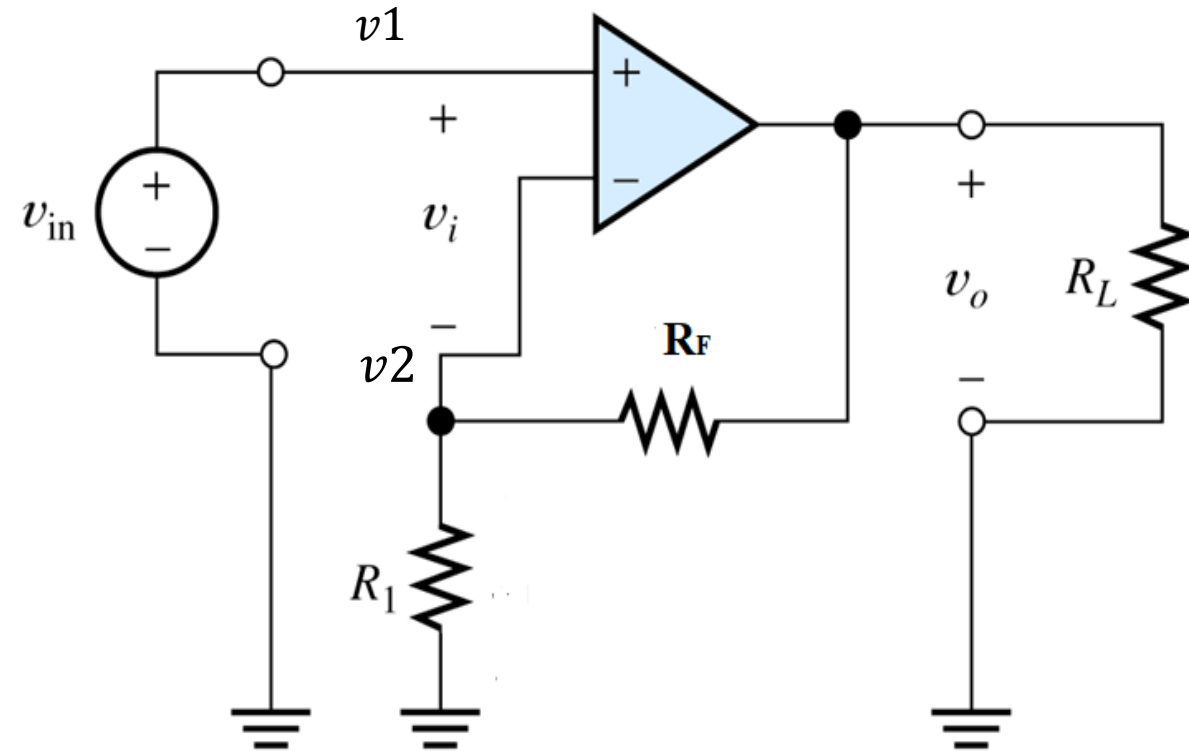 v1
+
+
−
+
−
v_in
+
v_i
−
v2
R_F
R_1
+
v_o
−
R_L